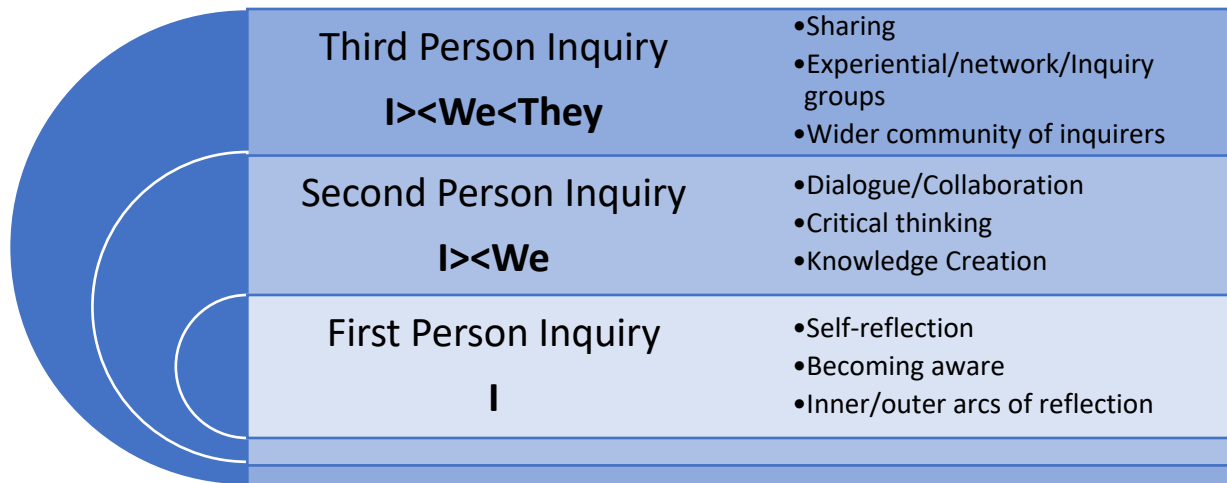 Third Person Inquiry
I><We<They
•Sharing
•Experiential/network/Inquiry
groups
•Wider community of inquirers
Second Person Inquiry
I><We
•Dialogue/Collaboration
•Critical thinking
•Knowledge Creation
First Person Inquiry
I
•Self-reflection
•Becoming aware
•Inner/outer arcs of reflection